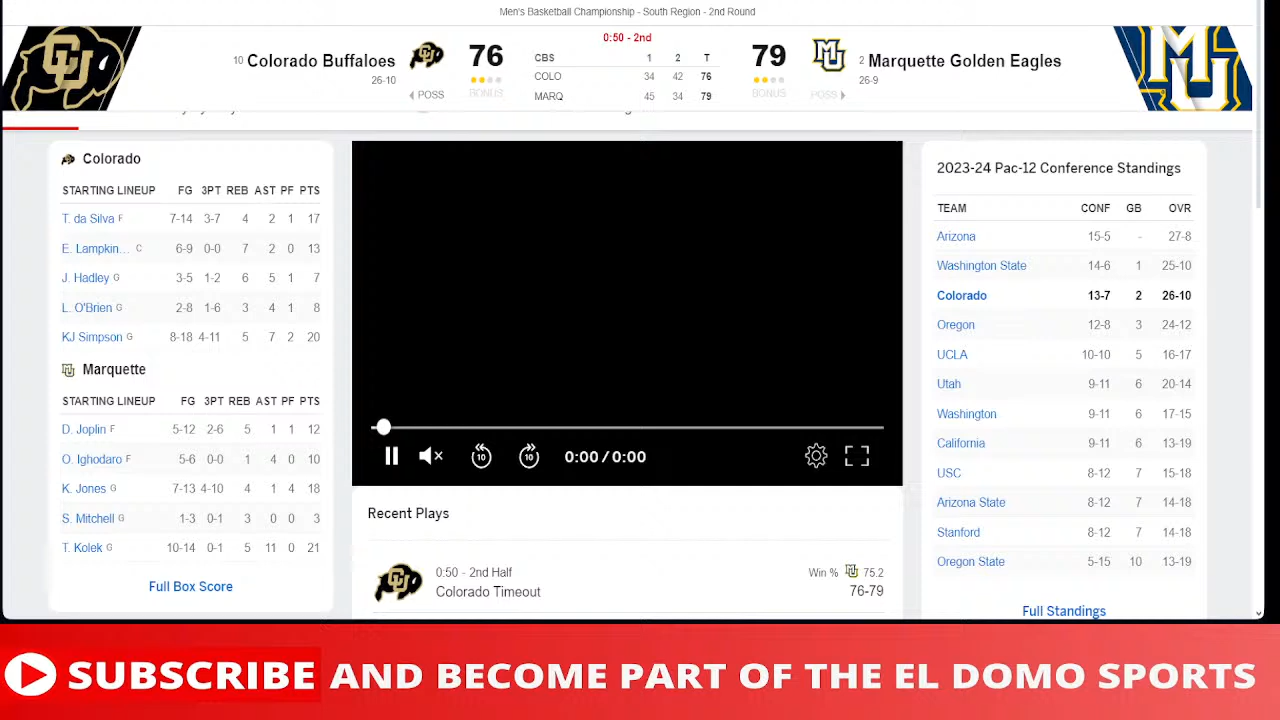 Men's Basketball Championship - South Region - 2nd Round
10 Colorado Buffaloes
26-10
76
BONUS
POSS
0:50 - 2nd
CBS 1 2 T
COLO 34 42 76
MARQ 45 34 79
79
BONUS
POSS
2 Marquette Golden Eagles
26-9
Colorado
STARTING LINEUP FG 3PT REB AST PF PTS
T. da Silva F 7-14 3-7 4 2 1 17
E. Lampkin... C 6-9 0-0 7 2 0 13
J. Hadley G 3-5 1-2 6 5 1 7
L. O'Brien G 2-8 1-6 3 4 1 8
KJ Simpson G 8-18 4-11 5 7 2 20
Marquette
STARTING LINEUP FG 3PT REB AST PF PTS
D. Joplin F 5-12 2-6 5 1 1 12
O. Ighodaro F 5-6 0-0 1 4 0 10
K. Jones G 7-13 4-10 4 1 4 18
S. Mitchell G 1-3 0-1 3 0 0 3
T. Kolek G 10-14 0-1 5 11 0 21
Full Box Score
10 10 0:00 / 0:00
Recent Plays
0:50 - 2nd Half
Colorado Timeout
Win % 75.2
76-79
2023-24 Pac-12 Conference Standings
TEAM CONF GB OVR
Arizona 15-5 - 27-8
Washington State 14-6 1 25-10
Colorado 13-7 2 26-10
Oregon 12-8 3 24-12
UCLA 10-10 5 16-17
Utah 9-11 6 20-14
Washington 9-11 6 17-15
California 9-11 6 13-19
USC 8-12 7 15-18
Arizona State 8-12 7 14-18
Stanford 8-12 7 14-18
Oregon State 5-15 10 13-19
Full Standings
SUBSCRIBE AND BECOME PART OF THE EL DOMO SPORTS